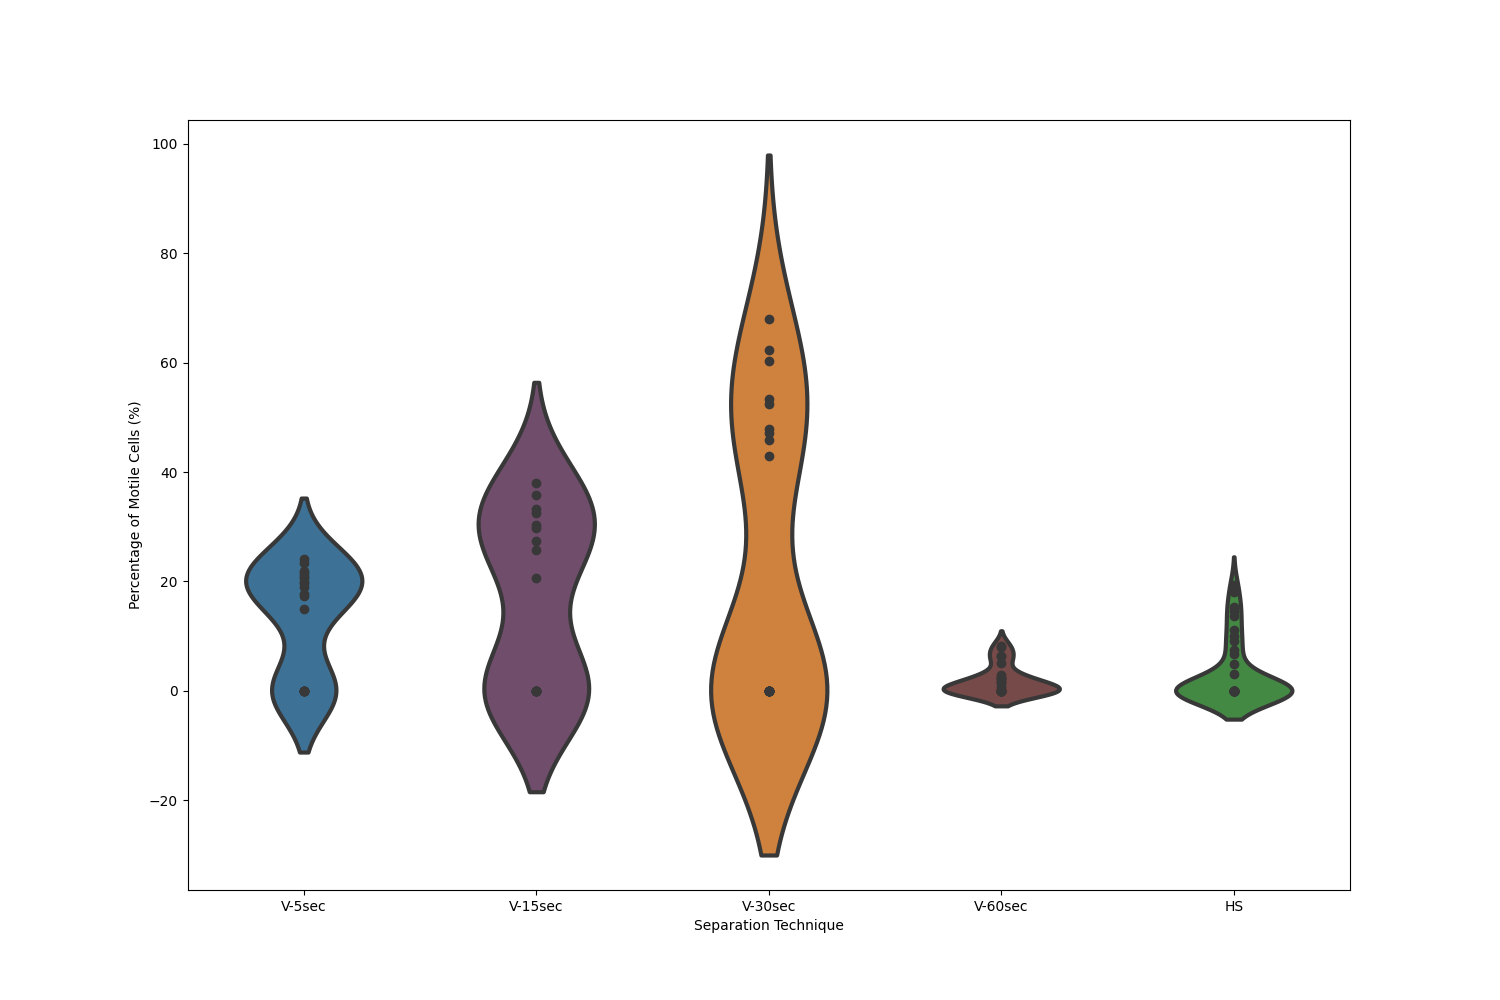 100
80
60
40
20
0
−20
Percentage of Motile Cells (%)
V-5sec
V-15sec
V-30sec
V-60sec
HS
Separation Technique